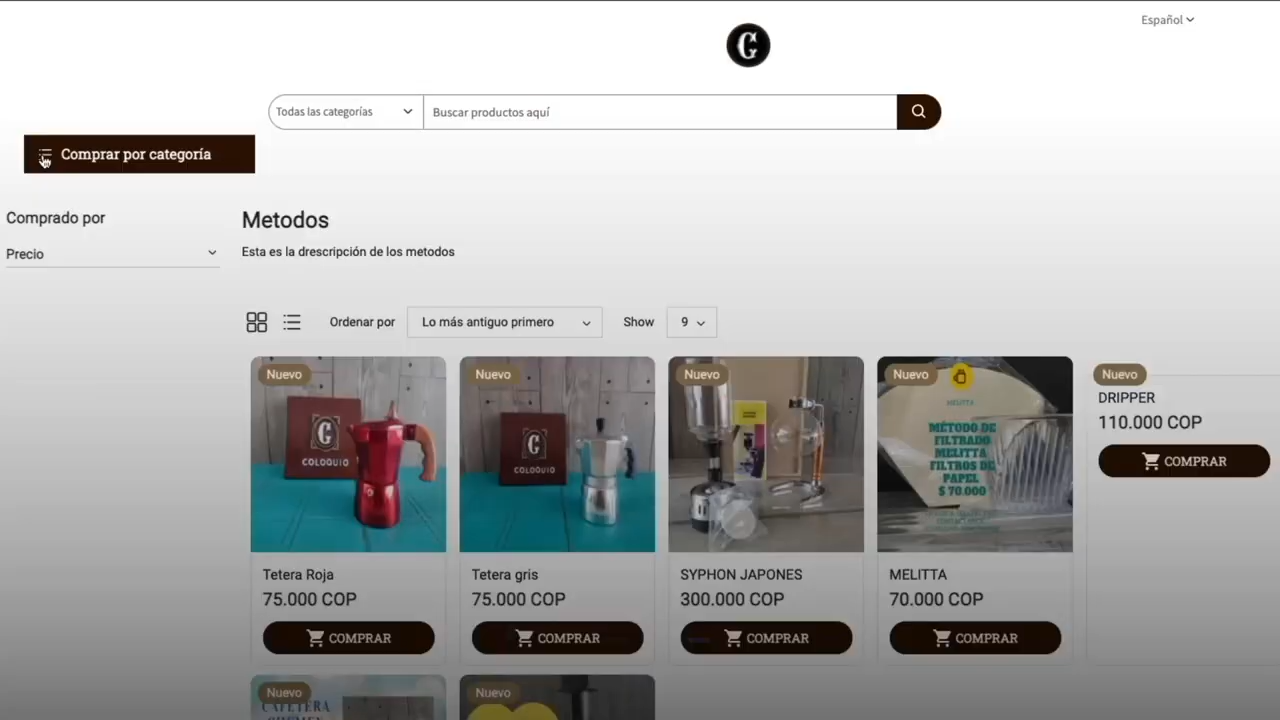 Español
G
Todas las categorías
Buscar productos aquí
Comprar por categoría
Comprado por
Precio
Metodos
Esta es la drescripción de los metodos
Ordenar por
Lo más antiguo primero
Show
9
Nuevo
Nuevo
Nuevo
Nuevo
Nuevo
G
COLOQUIO
G
COLOQUIO
MELITTA
MÉTODO DE
FILTRADO
MELITTA
FILTROS DE
PAPEL
$ 70.000
DRIPPER
110.000 COP
COMPRAR
Tetera Roja
75.000 COP
COMPRAR
Tetera gris
75.000 COP
COMPRAR
SYPHON JAPONES
300.000 COP
COMPRAR
MELITTA
70.000 COP
COMPRAR
Nuevo
CAFETERA
Nuevo